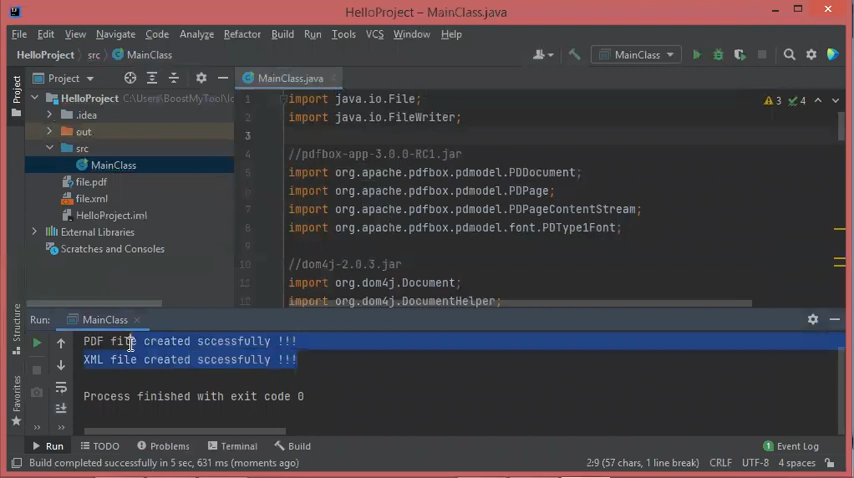 HelloProject – MainClass.java
File Edit View Navigate Code Analyze Refactor Build Run Tools VCS Window Help
HelloProject src MainClass
MainClass
Project
Project
HelloProject
.idea
out
src
MainClass
file.pdf
file.xml
HelloProject.iml
External Libraries
Scratches and Consoles
MainClass.java
3 4
1 import java.io.File;
2 import java.io.FileWriter;
3
4 //pdfbox-app-3.0.0-RC1.jar
5 import org.apache.pdfbox.pdmodel.PDDocument;
6 import org.apache.pdfbox.pdmodel.PDPage;
7 import org.apache.pdfbox.pdmodel.PDPageContentStream;
8 import org.apache.pdfbox.pdmodel.font.PDType1Font;
9
10 //dom4j-2.0.3.jar
11 import org.dom4j.Document;
12 import org.dom4j.DocumentHelper;
Run: MainClass
PDF file created sccessfully !!!
XML file created sccessfully !!!
Process finished with exit code 0
Structure
Favorites
Run TODO Problems Terminal Build 1 Event Log
Build completed successfully in 5 sec, 631 ms (moments ago) 2:9 (57 chars, 1 line break) CRLF UTF-8 4 spaces